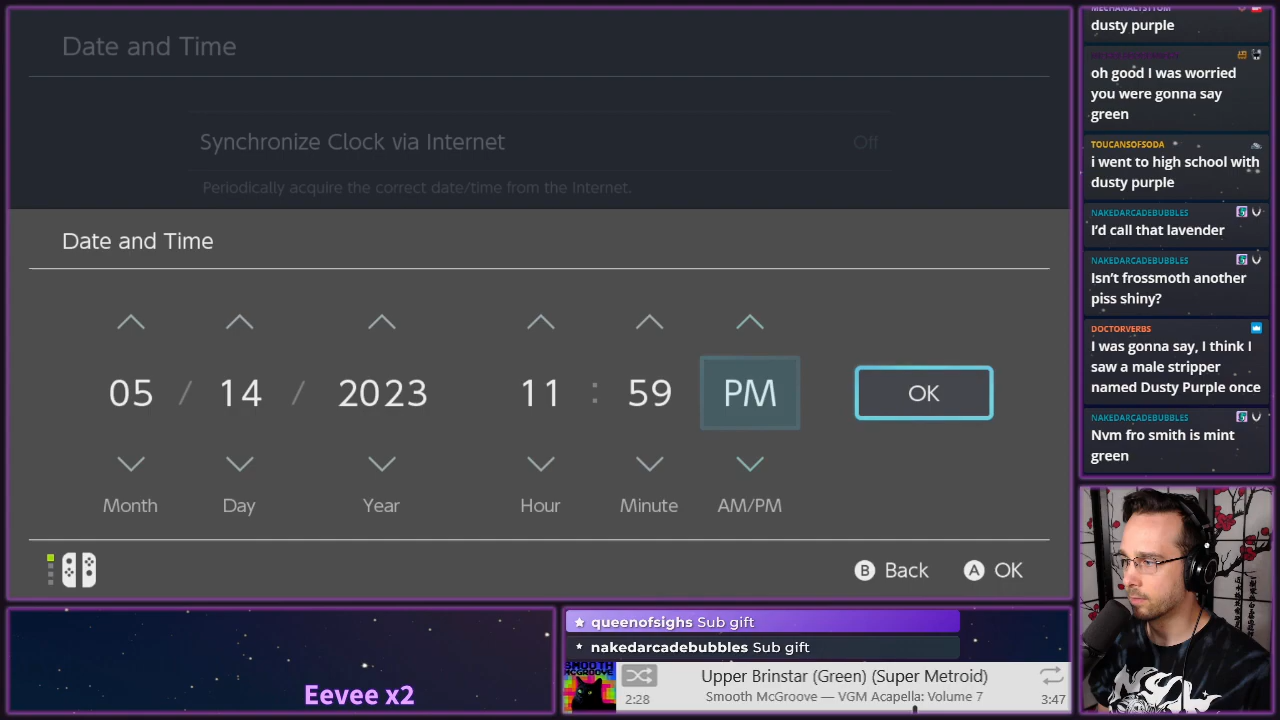 Date and Time
Synchronize Clock via Internet
Off
Periodically acquire the correct date/time from the Internet.
Date and Time
05 / 14 / 2023 11 : 59 PM OK
Month Day Year Hour Minute AM/PM
B Back A OK
dusty purple
oh good I was worried
you were gonna say
green
TOUCANSOFSODA
i went to high school with
dusty purple
NAKEDARCADEBUBBLES
I'd call that lavender
NAKEDARCADEBUBBLES
Isn't frossmoth another
piss shiny?
DOCTORVERBS
I was gonna say, I think I
saw a male stripper
named Dusty Purple once
NAKEDARCADEBUBBLES
Nvm fro smith is mint
green
Eevee x2
queenofsighs Sub gift
nakedarcadebubbles Sub gift
SMOOTH
MCGROOVE
Upper Brinstar (Green) (Super Metroid)
Smooth McGroove — VGM Acapella: Volume 7
2:28
3:47